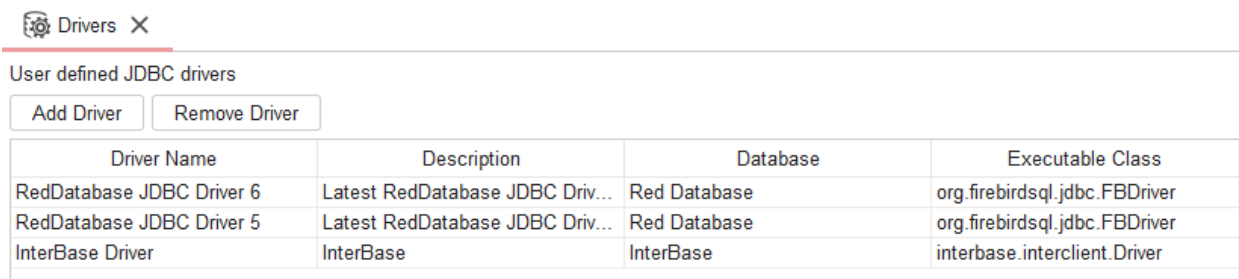 Drivers
User defined JDBC drivers
Add Driver Remove Driver
Driver Name Description Database Executable Class
RedDatabase JDBC Driver 6 Latest RedDatabase JDBC Driv... Red Database org.firebirdsql.jdbc.FBDriver
RedDatabase JDBC Driver 5 Latest RedDatabase JDBC Driv... Red Database org.firebirdsql.jdbc.FBDriver
InterBase Driver InterBase InterBase interbase.interclient.Driver